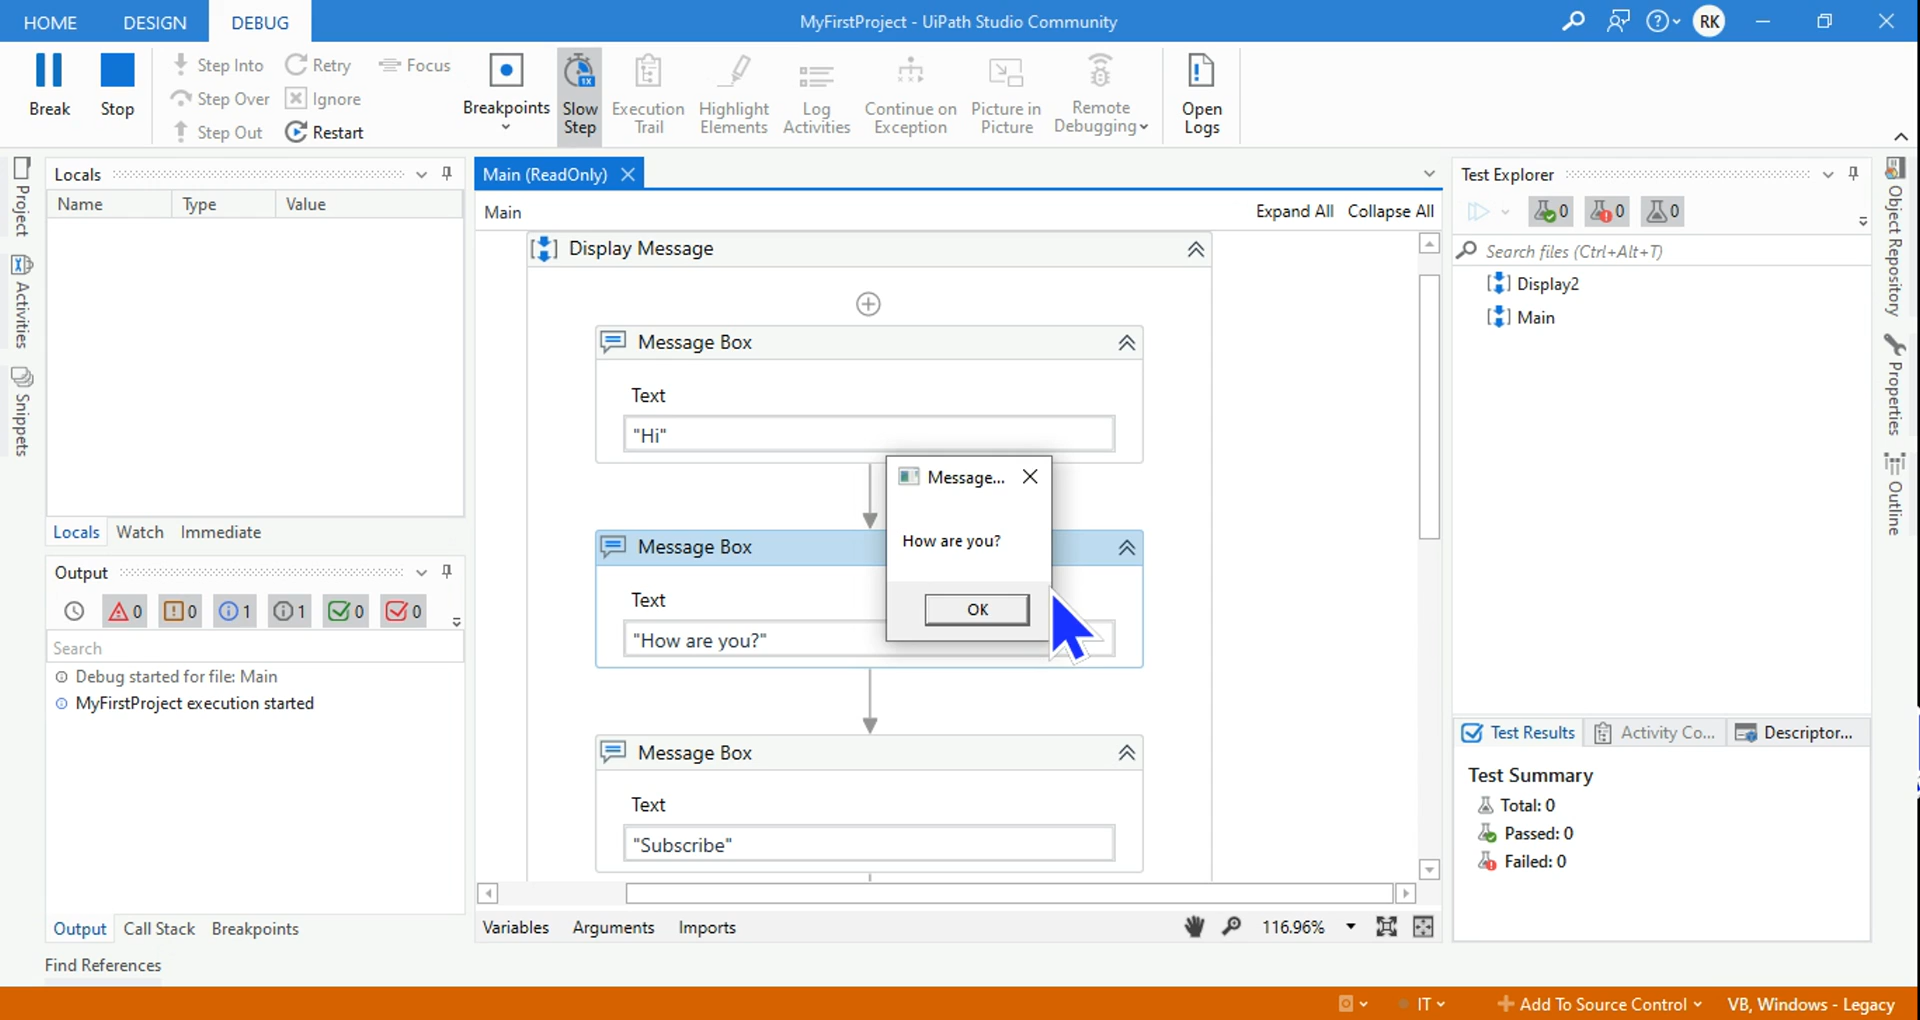 HOME DESIGN DEBUG MyFirstProject - UiPath Studio Community RK
Break Stop Step Into Step Over Step Out Retry Ignore Restart Focus
Breakpoints Slow Step 1X Execution Trail Highlight Elements Log Activities Continue on Exception Picture in Picture Remote Debugging Open Logs
Project
Activities
Snippets
Locals
Name Type Value
Locals Watch Immediate
Output
0 0 1 1 0 0
Search
Debug started for file: Main
MyFirstProject execution started
Output Call Stack Breakpoints
Find References
Main (ReadOnly)
Main Expand All Collapse All
Display Message
Message Box
Text
"Hi"
Message Box
Text
"How are you?"
Message...
How are you?
OK
Message Box
Text
"Subscribe"
Variables Arguments Imports 116.96%
Test Explorer
0 0 0
Search files (Ctrl+Alt+T)
Display2
Main
Test Results Activity Co... Descriptor...
Test Summary
Total: 0
Passed: 0
Failed: 0
Object Repository
Properties
Outline
IT Add To Source Control VB, Windows - Legacy